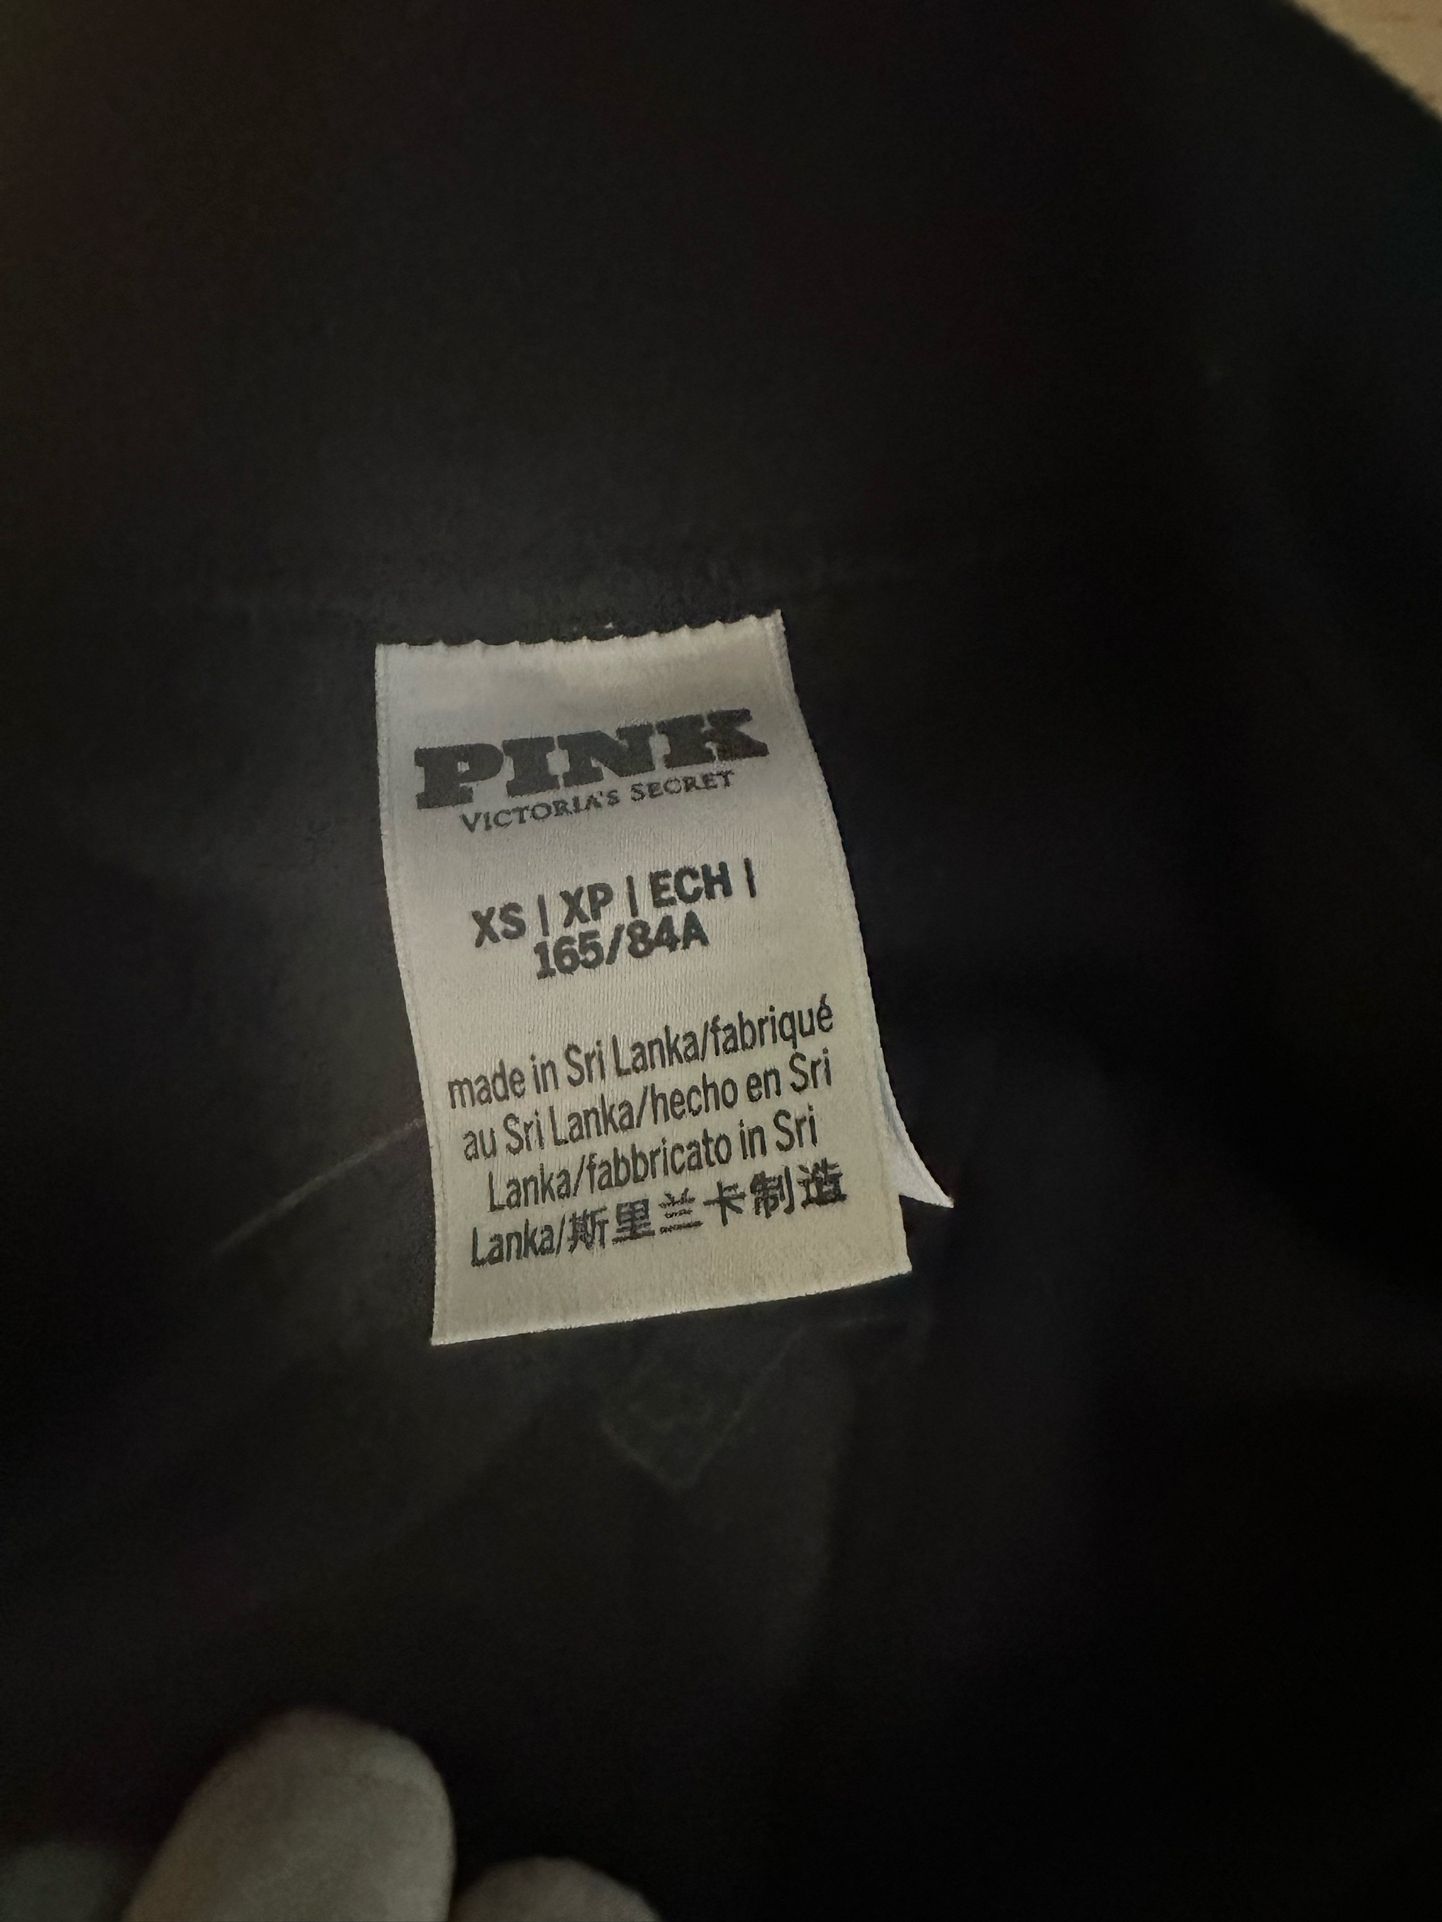 PINK
VICTORIA'S SECRET
XS | XP | ECH |
165/84A
made in Sri Lanka/fabriqué
au Sri Lanka/hecho en Sri
Lanka/fabbricato in Sri
Lanka/斯里兰卡制造